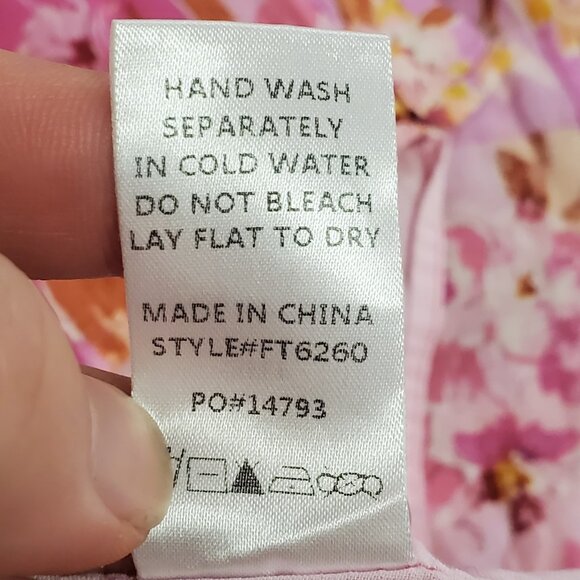 HAND WASH
SEPARATELY
IN COLD WATER
DO NOT BLEACH
LAY FLAT TO DRY
MADE IN CHINA
STYLE#FT6260
PO#14793